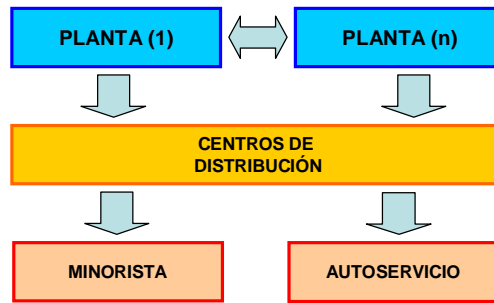 PLANTA (1)
PLANTA (n)
CENTROS DE
DISTRIBUCIÓN
MINORISTA
AUTOSERVICIO